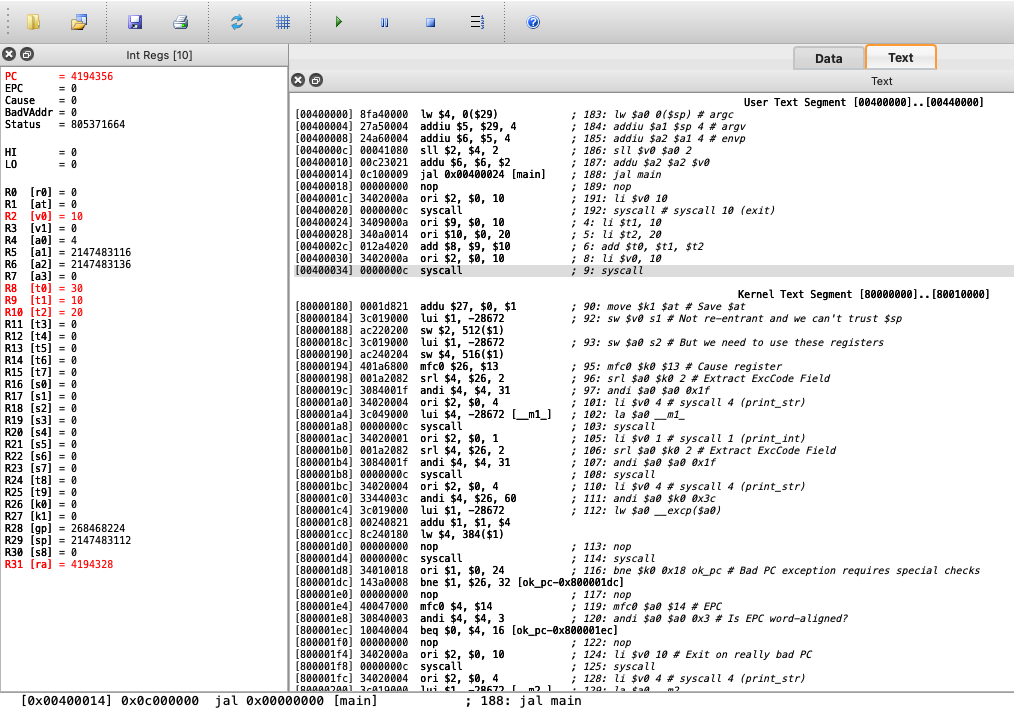 Int Regs [10]
PC = 4194356
EPC = 0
Cause = 0
BadVAddr = 0
Status = 805371664
HI = 0
LO = 0
R0 [r0] = 0
R1 [at] = 0
R2 [v0] = 10
R3 [v1] = 0
R4 [a0] = 4
R5 [a1] = 2147483116
R6 [a2] = 2147483136
R7 [a3] = 0
R8 [t0] = 30
R9 [t1] = 10
R10 [t2] = 20
R11 [t3] = 0
R12 [t4] = 0
R13 [t5] = 0
R14 [t6] = 0
R15 [t7] = 0
R16 [s0] = 0
R17 [s1] = 0
R18 [s2] = 0
R19 [s3] = 0
R20 [s4] = 0
R21 [s5] = 0
R22 [s6] = 0
R23 [s7] = 0
R24 [t8] = 0
R25 [t9] = 0
R26 [k0] = 0
R27 [k1] = 0
R28 [gp] = 268468224
R29 [sp] = 2147483112
R30 [s8] = 0
R31 [ra] = 4194328
Data Text
Text
User Text Segment [00400000]..[00440000]
[00400000] 8fa40000 lw $4, 0($29) ; 183: lw $a0 0($sp) # argc
[00400004] 27a50004 addiu $5, $29, 4 ; 184: addiu $a1 $sp 4 # argv
[00400008] 24a60004 addiu $6, $5, 4 ; 185: addiu $a2 $a1 4 # envp
[0040000c] 00041080 sll $2, $4, 2 ; 186: sll $v0 $a0 2
[00400010] 00c23021 addu $6, $6, $2 ; 187: addu $a2 $a2 $v0
[00400014] 0c100009 jal 0x00400024 [main] ; 188: jal main
[00400018] 00000000 nop ; 189: nop
[0040001c] 3402000a ori $2, $0, 10 ; 191: li $v0 10
[00400020] 0000000c syscall ; 192: syscall # syscall 10 (exit)
[00400024] 3409000a ori $9, $0, 10 ; 4: li $t1, 10
[00400028] 340a0014 ori $10, $0, 20 ; 5: li $t2, 20
[0040002c] 012a4020 add $8, $9, $10 ; 6: add $t0, $t1, $t2
[00400030] 3402000a ori $2, $0, 10 ; 8: li $v0, 10
[00400034] 0000000c syscall ; 9: syscall
Kernel Text Segment [80000000]..[80010000]
[80000180] 0001d821 addu $27, $0, $1 ; 90: move $k1 $at # Save $at
[80000184] 3c019000 lui $1, -28672 ; 92: sw $v0 s1 # Not re-entrant and we can't trust $sp
[80000188] ac220200 sw $2, 512($1)
[8000018c] 3c019000 lui $1, -28672 ; 93: sw $a0 s2 # But we need to use these registers
[80000190] ac240204 sw $4, 516($1)
[80000194] 401a6800 mfc0 $26, $13 ; 95: mfc0 $k0 $13 # Cause register
[80000198] 001a2082 srl $4, $26, 2 ; 96: srl $a0 $k0 2 # Extract ExcCode Field
[8000019c] 3084001f andi $4, $4, 31 ; 97: andi $a0 $a0 0x1f
[800001a0] 34020004 ori $2, $0, 4 ; 101: li $v0 4 # syscall 4 (print_str)
[800001a4] 3c049000 lui $4, -28672 [__m1_] ; 102: la $a0 __m1_
[800001a8] 0000000c syscall ; 103: syscall
[800001ac] 34020001 ori $2, $0, 1 ; 105: li $v0 1 # syscall 1 (print_int)
[800001b0] 001a2082 srl $4, $26, 2 ; 106: srl $a0 $k0 2 # Extract ExcCode Field
[800001b4] 3084001f andi $4, $4, 31 ; 107: andi $a0 $a0 0x1f
[800001b8] 0000000c syscall ; 108: syscall
[800001bc] 34020004 ori $2, $0, 4 ; 110: li $v0 4 # syscall 4 (print_str)
[800001c0] 3344003c andi $4, $26, 60 ; 111: andi $a0 $k0 0x3c
[800001c4] 3c019000 lui $1, -28672 ; 112: lw $a0 __excp($a0)
[800001c8] 00240821 addu $1, $1, $4
[800001cc] 8c240180 lw $4, 384($1)
[800001d0] 00000000 nop ; 113: nop
[800001d4] 0000000c syscall ; 114: syscall
[800001d8] 34010018 ori $1, $0, 24 ; 116: bne $k0 0x18 ok_pc # Bad PC exception requires special checks
[800001dc] 143a0008 bne $1, $26, 32 [ok_pc-0x800001dc]
[800001e0] 00000000 nop ; 117: nop
[800001e4] 40047000 mfc0 $4, $14 ; 119: mfc0 $a0 $14 # EPC
[800001e8] 30840003 andi $4, $4, 3 ; 120: andi $a0 $a0 0x3 # Is EPC word-aligned?
[800001ec] 10040004 beq $0, $4, 16 [ok_pc-0x800001ec]
[800001f0] 00000000 nop ; 122: nop
[800001f4] 3402000a ori $2, $0, 10 ; 124: li $v0 10 # Exit on really bad PC
[800001f8] 0000000c syscall ; 125: syscall
[800001fc] 34020004 ori $2, $0, 4 ; 128: li $v0 4 # syscall 4 (print_str)
[80000200] 3c019000 lui $1, -28672 [__m2_] ; 129: la $a0 __m2_
[0x00400014] 0x0c000000 jal 0x00000000 [main] ; 188: jal main